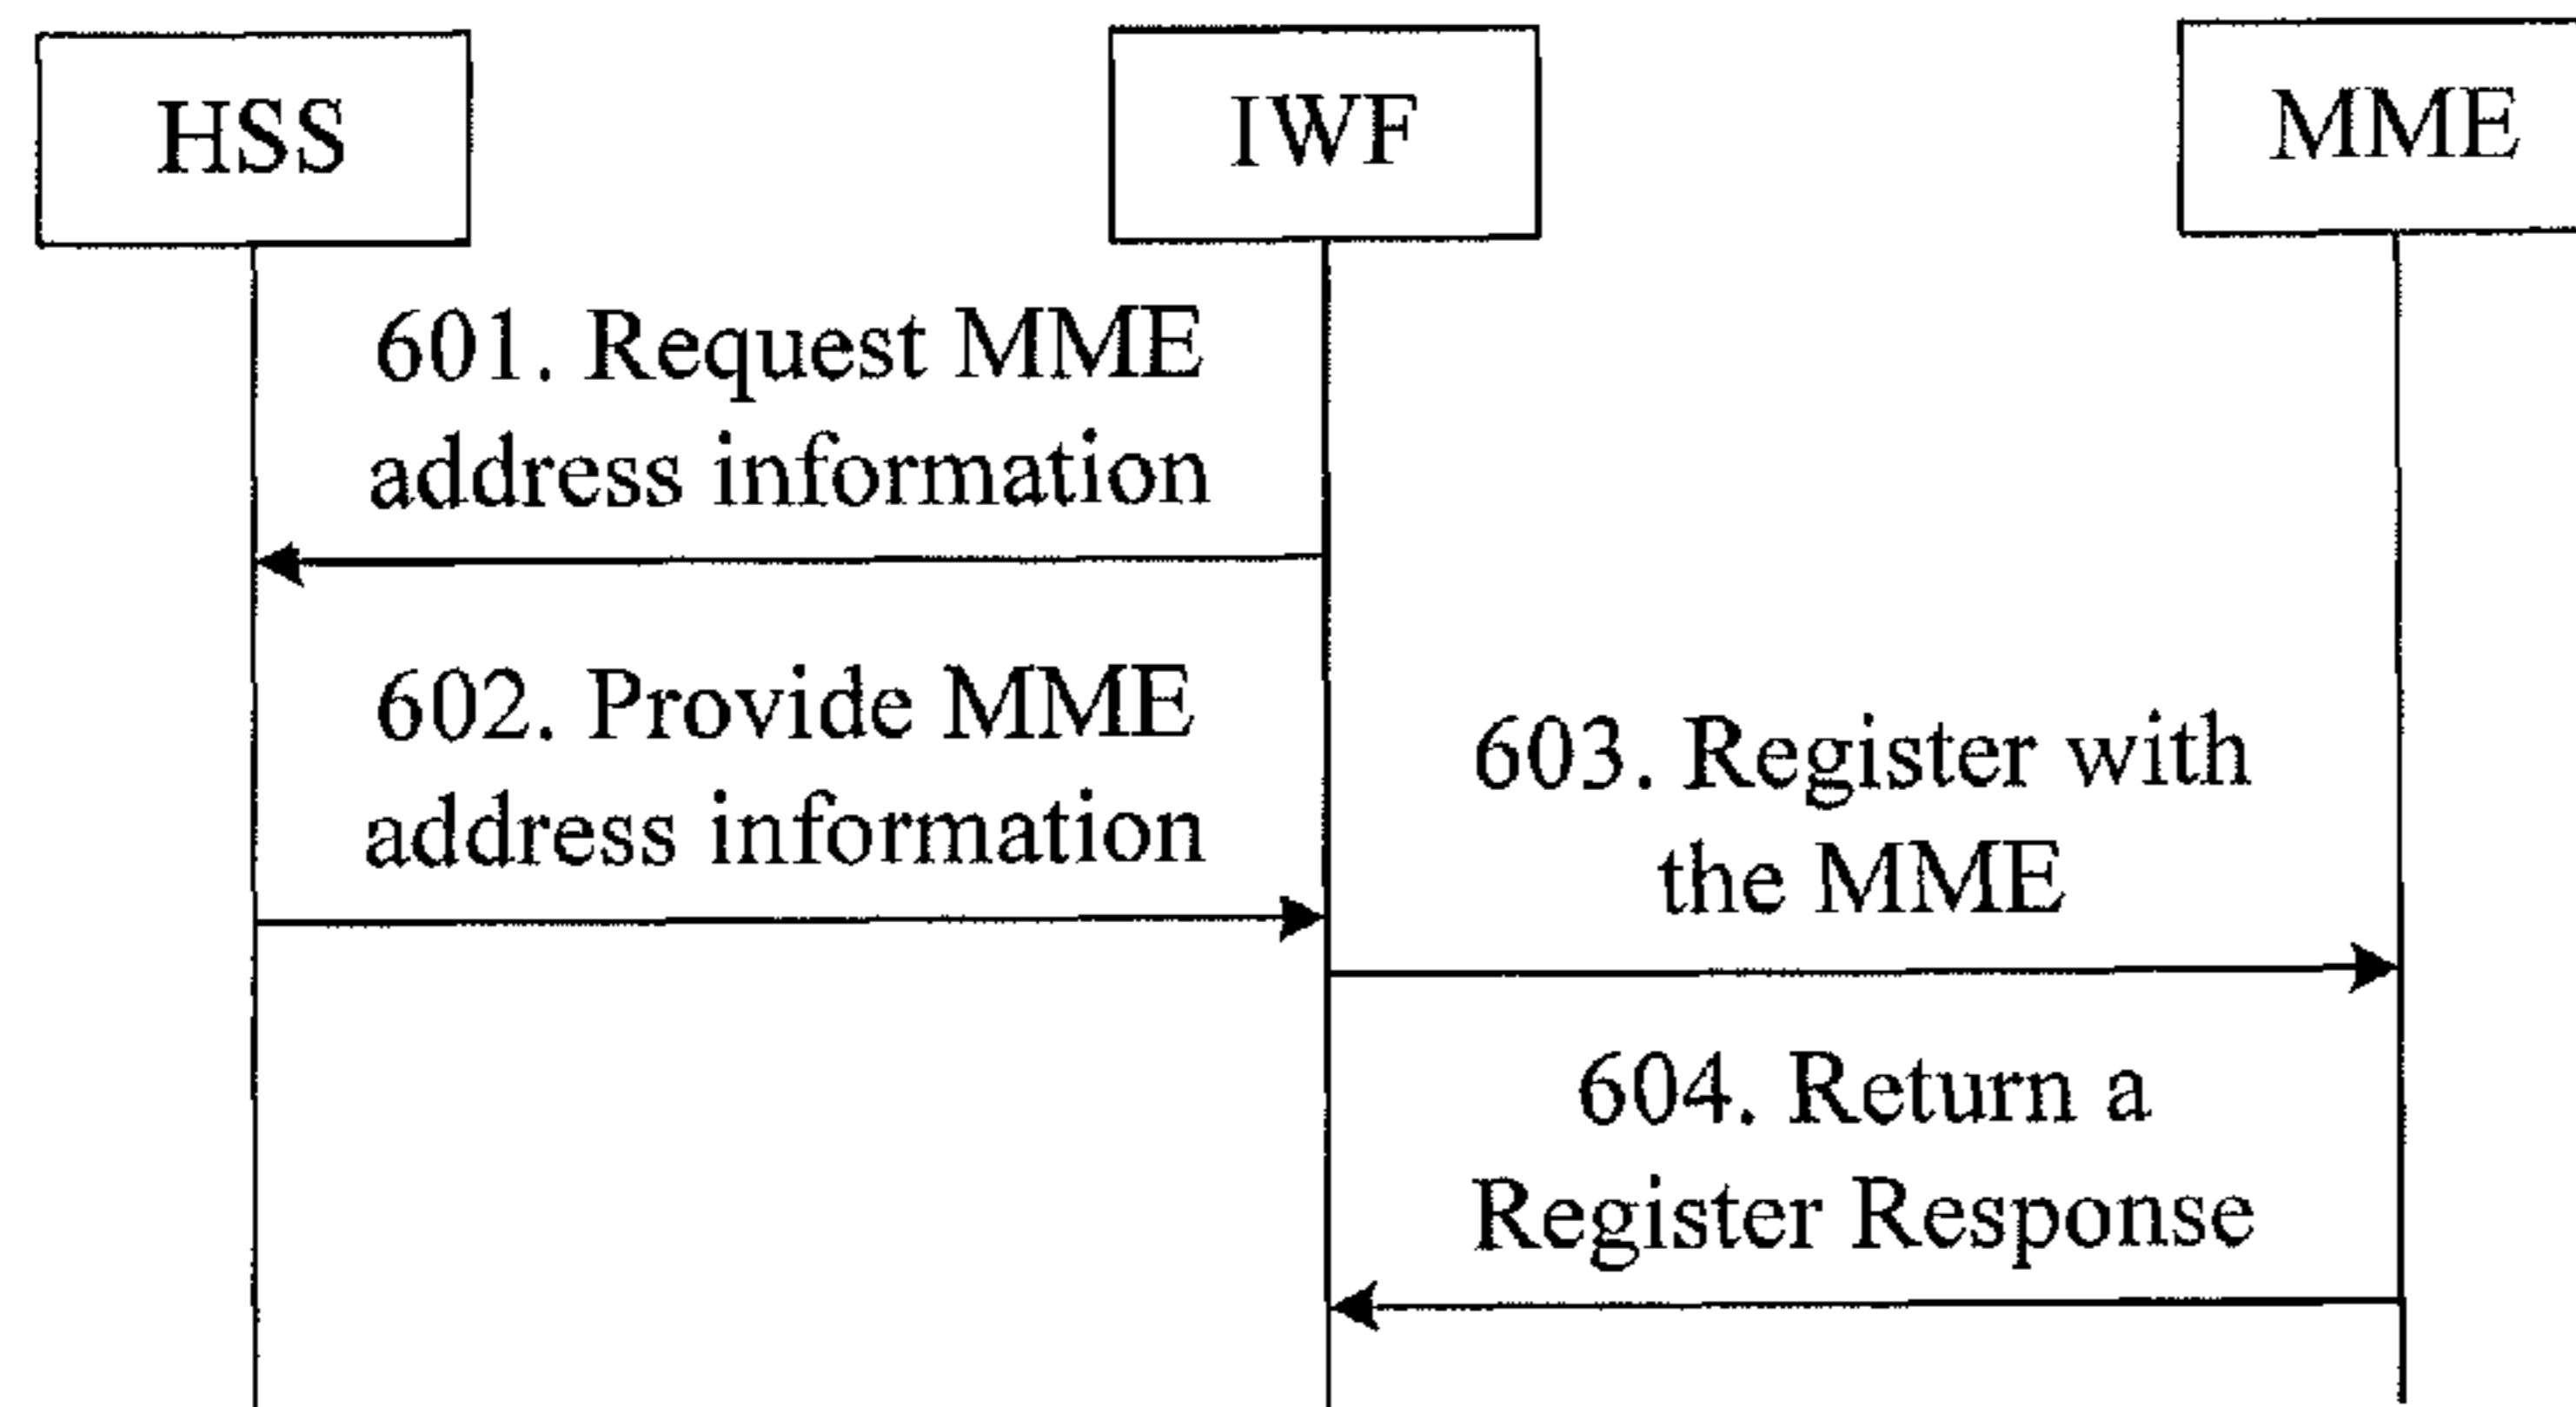 HSS
IWF
MME
601. Request MME
address information
602. Provide MME
address information
603. Register with
the MME
604. Return a
Register Response